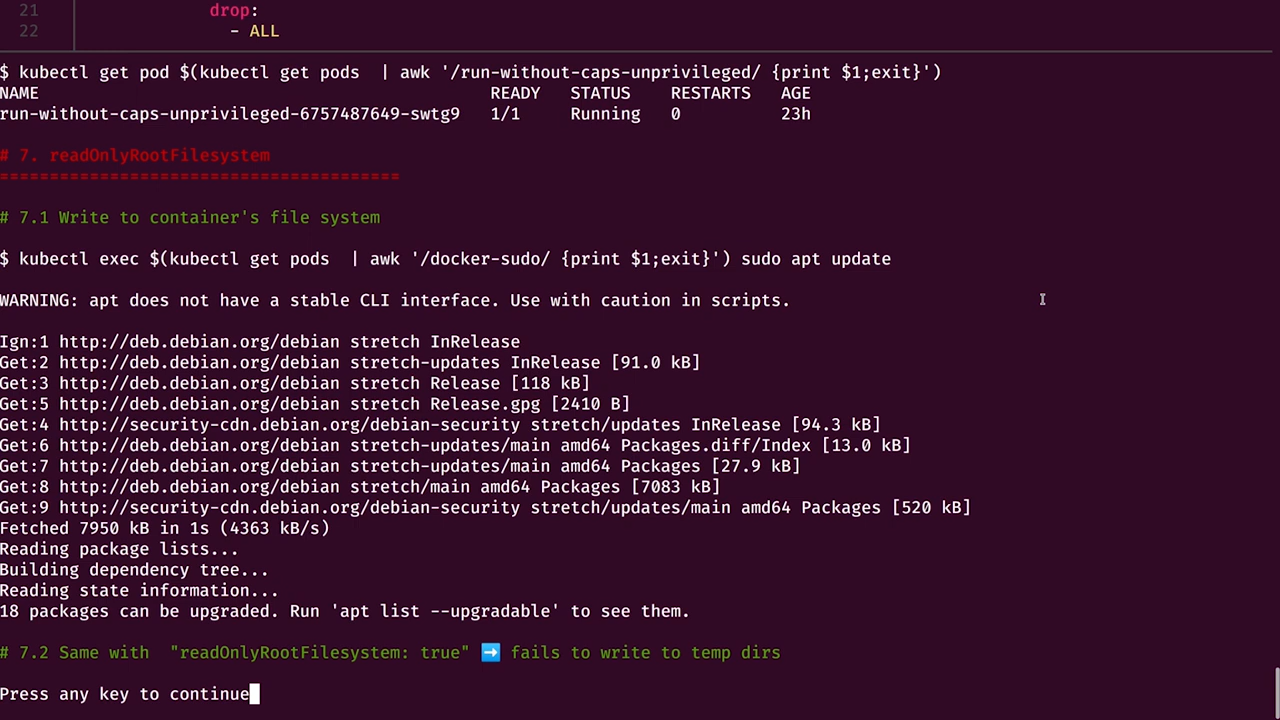 21 drop:
22 - ALL
$ kubectl get pod $(kubectl get pods | awk '/run-without-caps-unprivileged/ {print $1;exit}')
NAME READY STATUS RESTARTS AGE
run-without-caps-unprivileged-6757487649-swtg9 1/1 Running 0 23h
# 7. readOnlyRootFilesystem
========================================
# 7.1 Write to container's file system
$ kubectl exec $(kubectl get pods | awk '/docker-sudo/ {print $1;exit}') sudo apt update
WARNING: apt does not have a stable CLI interface. Use with caution in scripts.
Ign:1 http://deb.debian.org/debian stretch InRelease
Get:2 http://deb.debian.org/debian stretch-updates InRelease [91.0 kB]
Get:3 http://deb.debian.org/debian stretch Release [118 kB]
Get:5 http://deb.debian.org/debian stretch Release.gpg [2410 B]
Get:4 http://security-cdn.debian.org/debian-security stretch/updates InRelease [94.3 kB]
Get:6 http://deb.debian.org/debian stretch-updates/main amd64 Packages.diff/Index [13.0 kB]
Get:7 http://deb.debian.org/debian stretch-updates/main amd64 Packages [27.9 kB]
Get:8 http://deb.debian.org/debian stretch/main amd64 Packages [7083 kB]
Get:9 http://security-cdn.debian.org/debian-security stretch/updates/main amd64 Packages [520 kB]
Fetched 7950 kB in 1s (4363 kB/s)
Reading package lists...
Building dependency tree...
Reading state information...
18 packages can be upgraded. Run 'apt list --upgradable' to see them.
# 7.2 Same with "readOnlyRootFilesystem: true" ➡️ fails to write to temp dirs
Press any key to continue